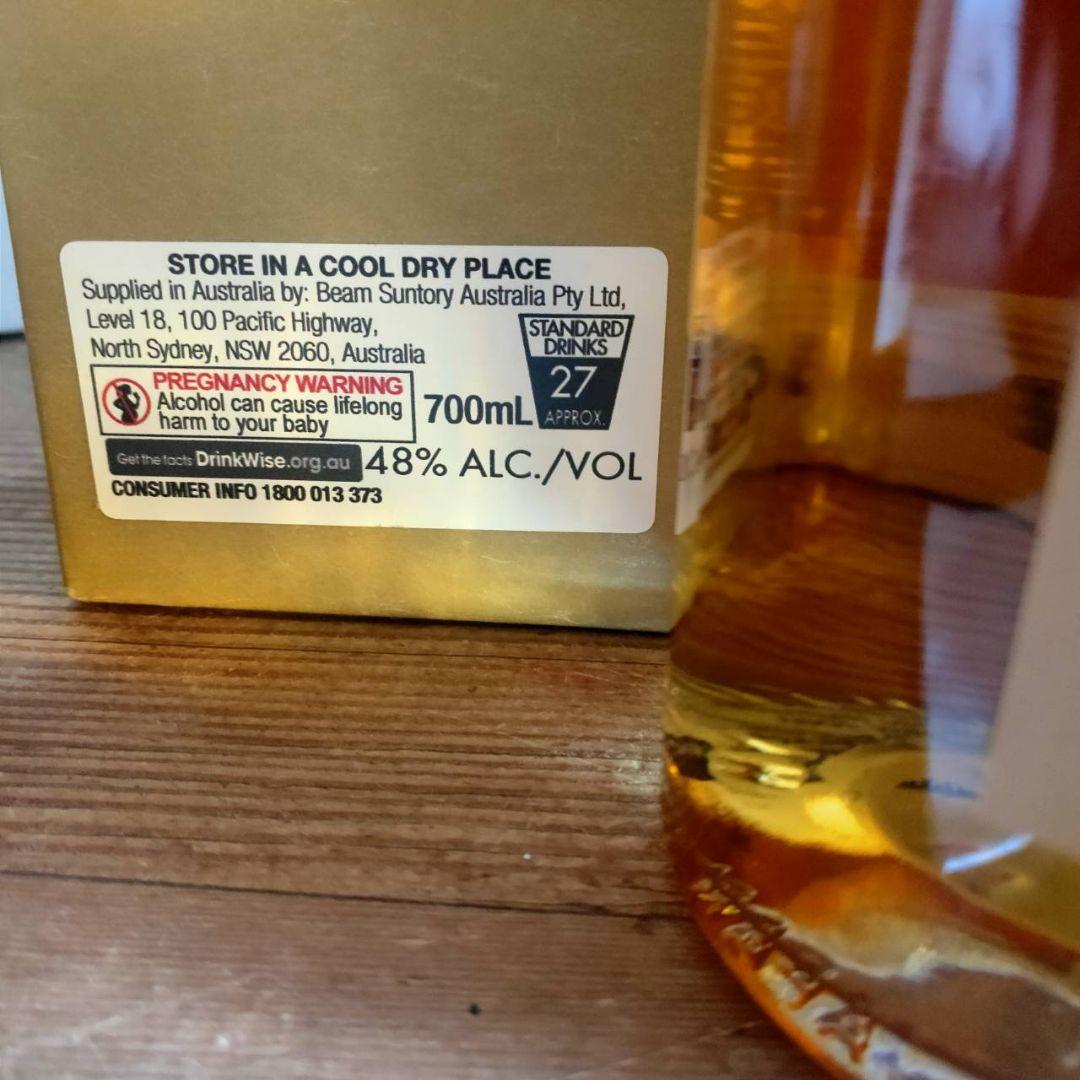 STORE IN A COOL DRY PLACE
Supplied in Australia by: Beam Suntory Australia Pty Ltd,
Level 18, 100 Pacific Highway,
North Sydney, NSW 2060, Australia
STANDARD
DRINKS
27
APPROX.
PREGNANCY WARNING
Alcohol can cause lifelong
harm to your baby
700mL
Get the facts DrinkWise.org.au
48% ALC./VOL
CONSUMER INFO 1800 013 373